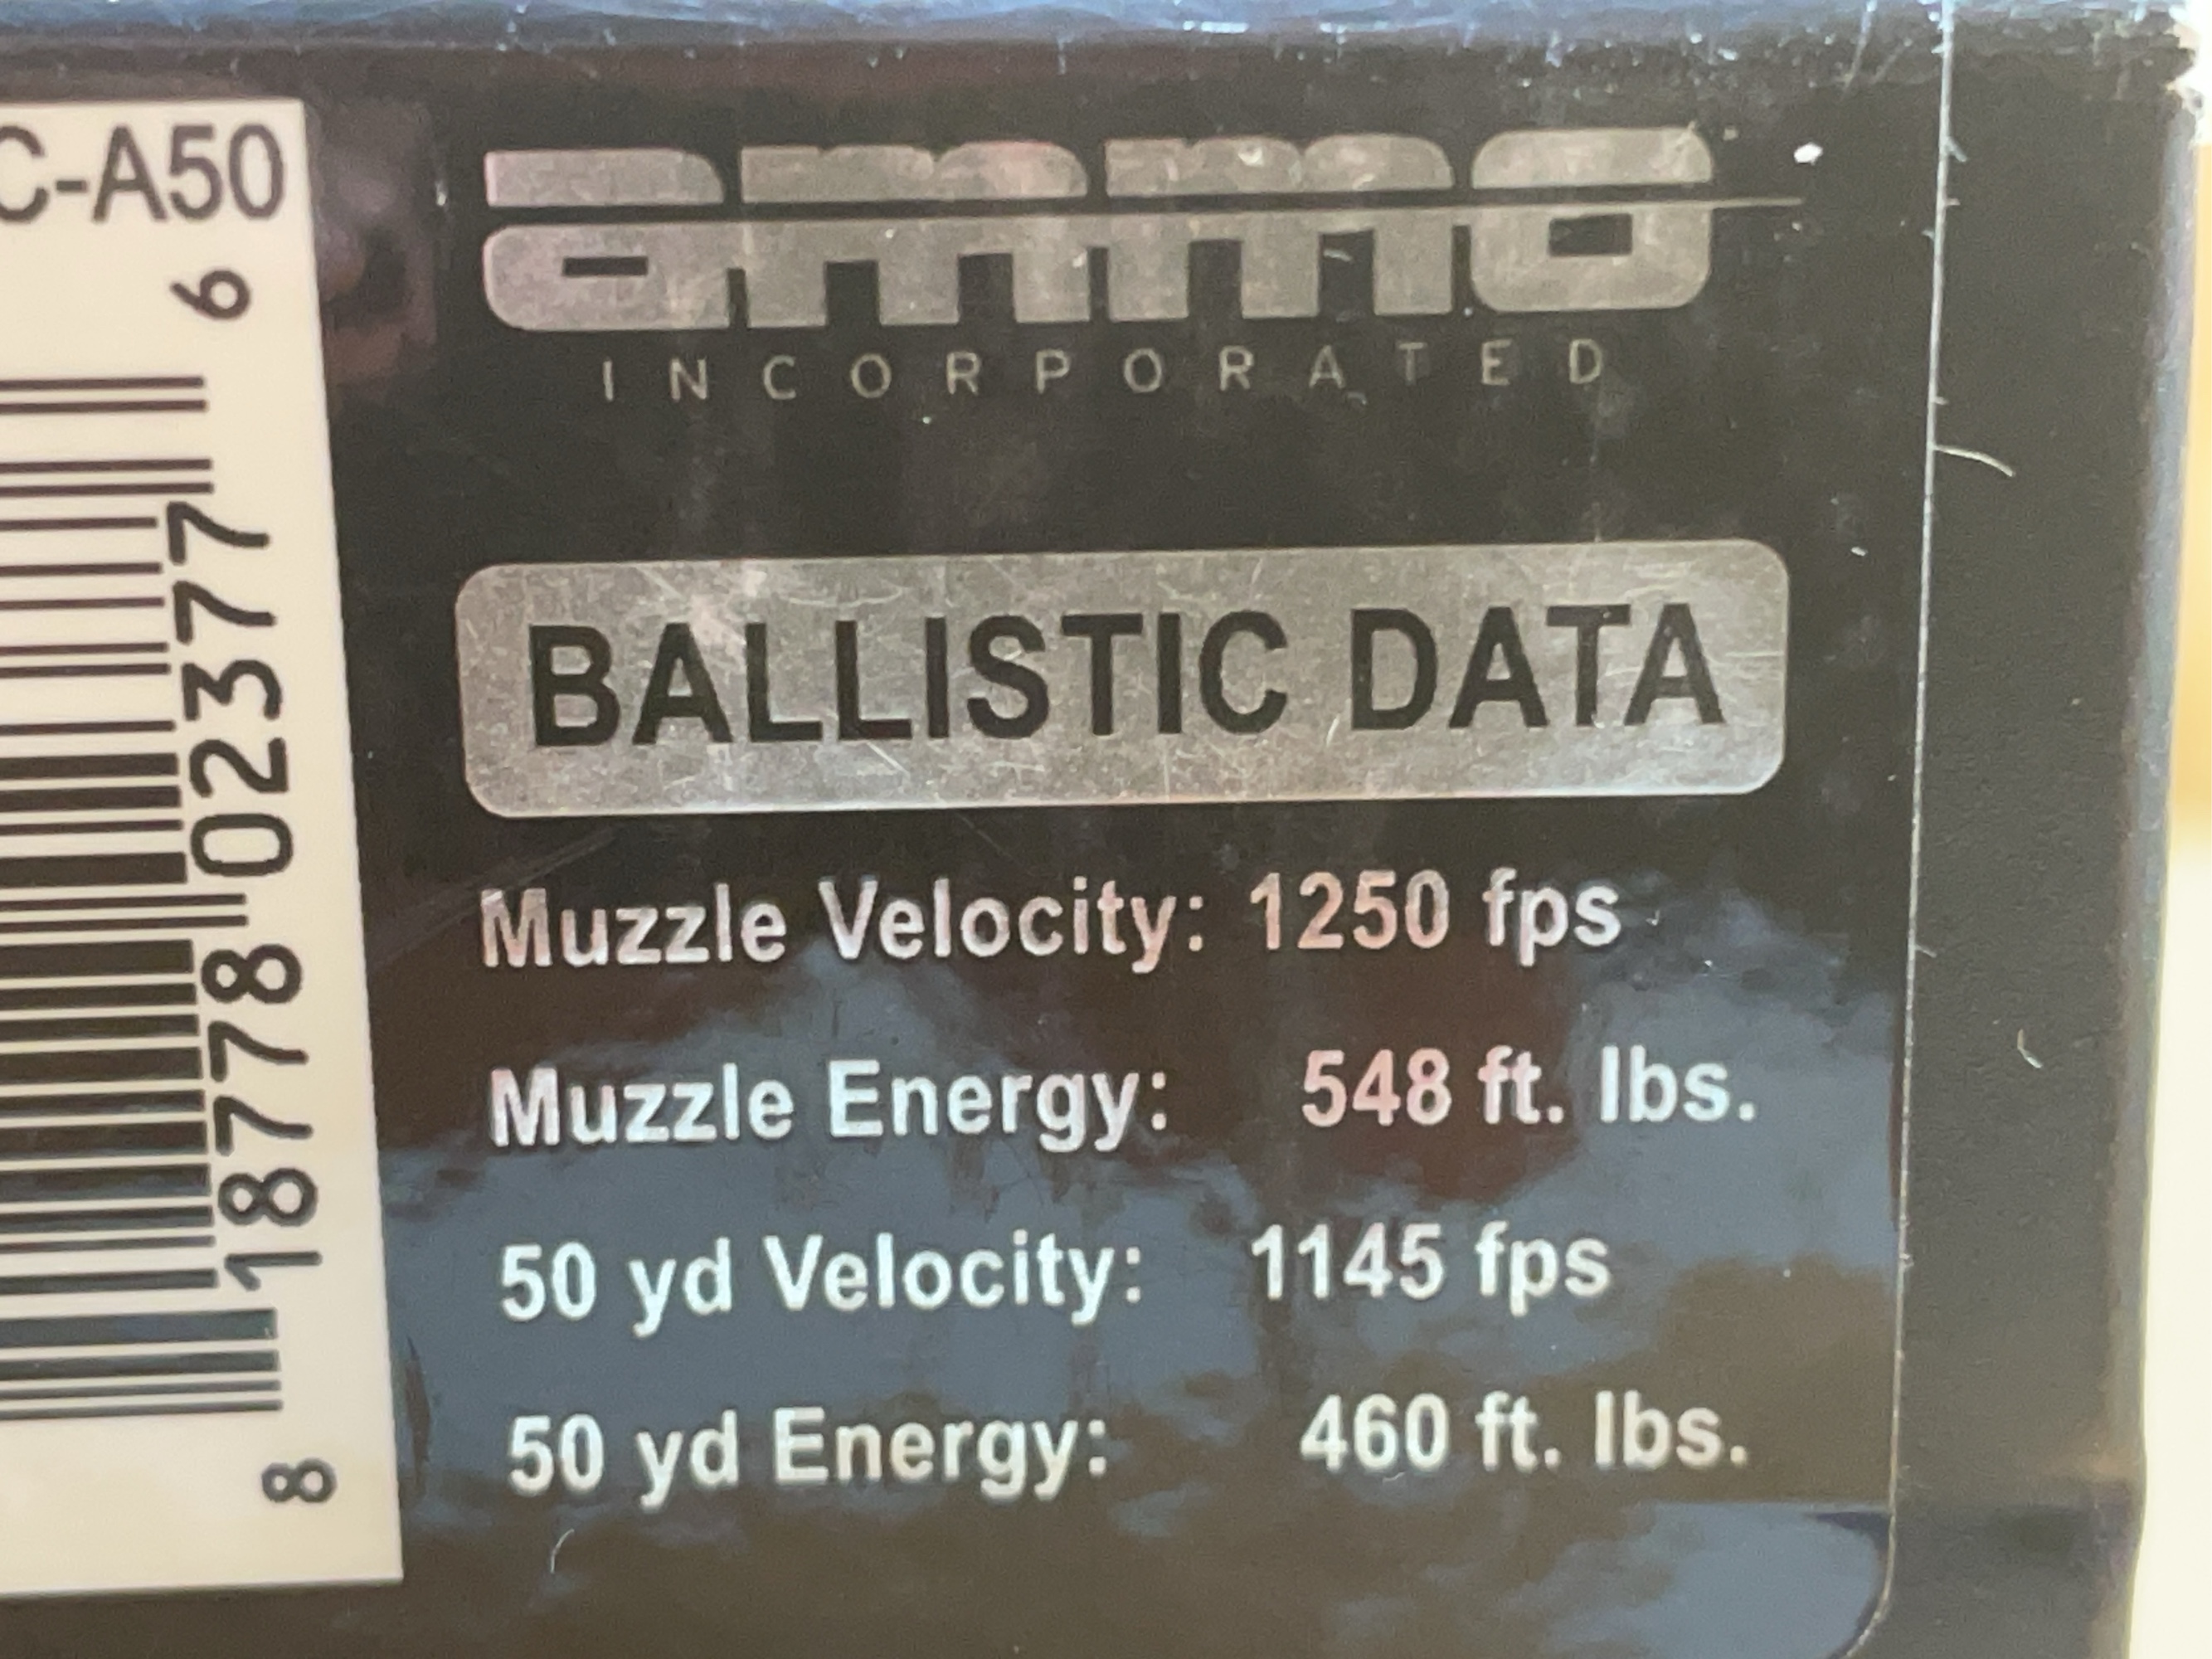 C-A50
8 18778 02377 6
ammo
INCORPORATED
BALLISTIC DATA
Muzzle Velocity: 1250 fps
Muzzle Energy: 548 ft. lbs.
50 yd Velocity: 1145 fps
50 yd Energy: 460 ft. lbs.